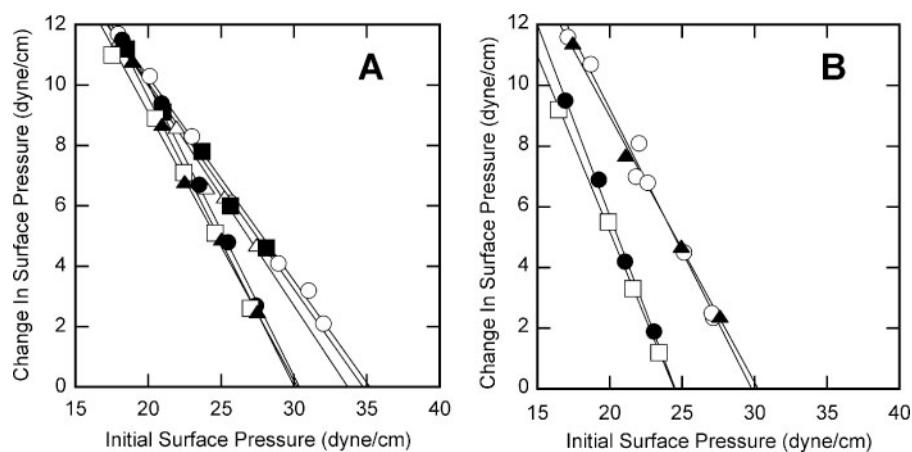 12
10
8
6
4
2
0
Change In Surface Pressure (dyne/cm)
A
15 20 25 30 35 40
Initial Surface Pressure (dyne/cm)
12
10
8
6
4
2
0
Change In Surface Pressure (dyne/cm)
B
15 20 25 30 35 40
Initial Surface Pressure (dyne/cm)